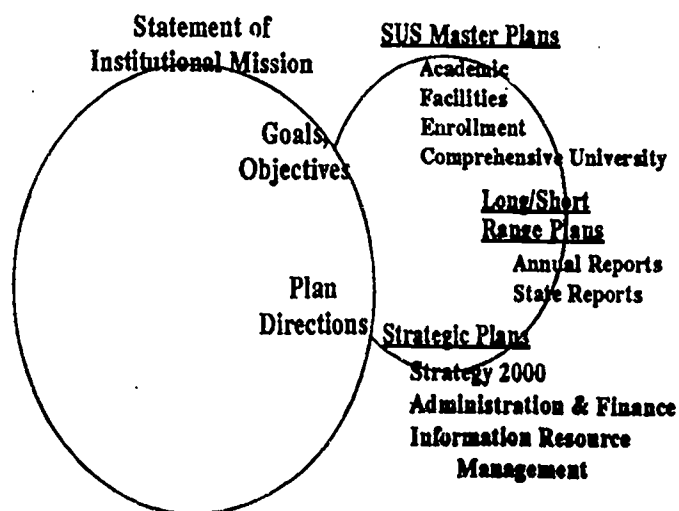 Statement of
Institutional Mission
Goals,
Objectives
Plan
Directions
SUS Master Plans
Academic
Facilities
Enrollment
Comprehensive University
Long/Short
Range Plans
Annual Reports
State Reports
Strategic Plans
Strategy 2000
Administration & Finance
Information Resource
Management